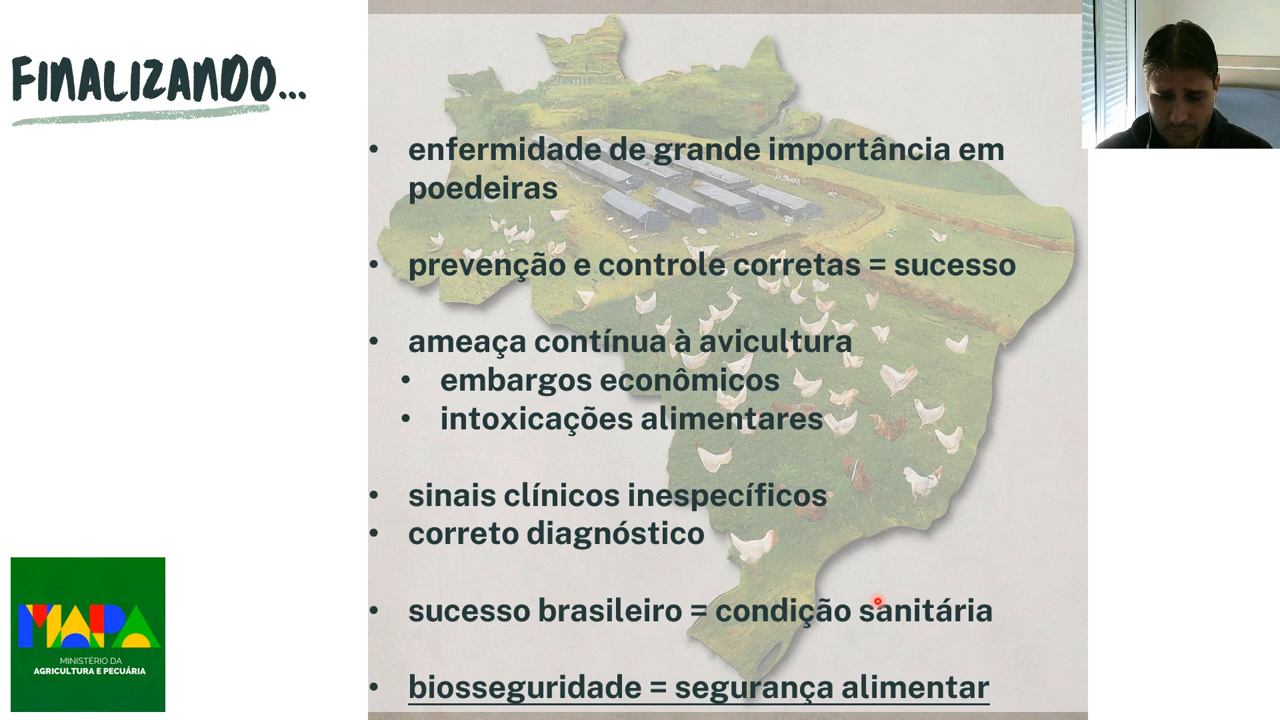 FINALIZANDO...
• enfermidade de grande importância em
poedeiras
• prevenção e controle corretas = sucesso
• ameaça contínua à avicultura
• embargos econômicos
• intoxicações alimentares
• sinais clínicos inespecíficos
• correto diagnóstico
• sucesso brasileiro = condição sanitária
• biosseguridade = segurança alimentar
MAPA
MINISTÉRIO DA
AGRICULTURA E PECUÁRIA